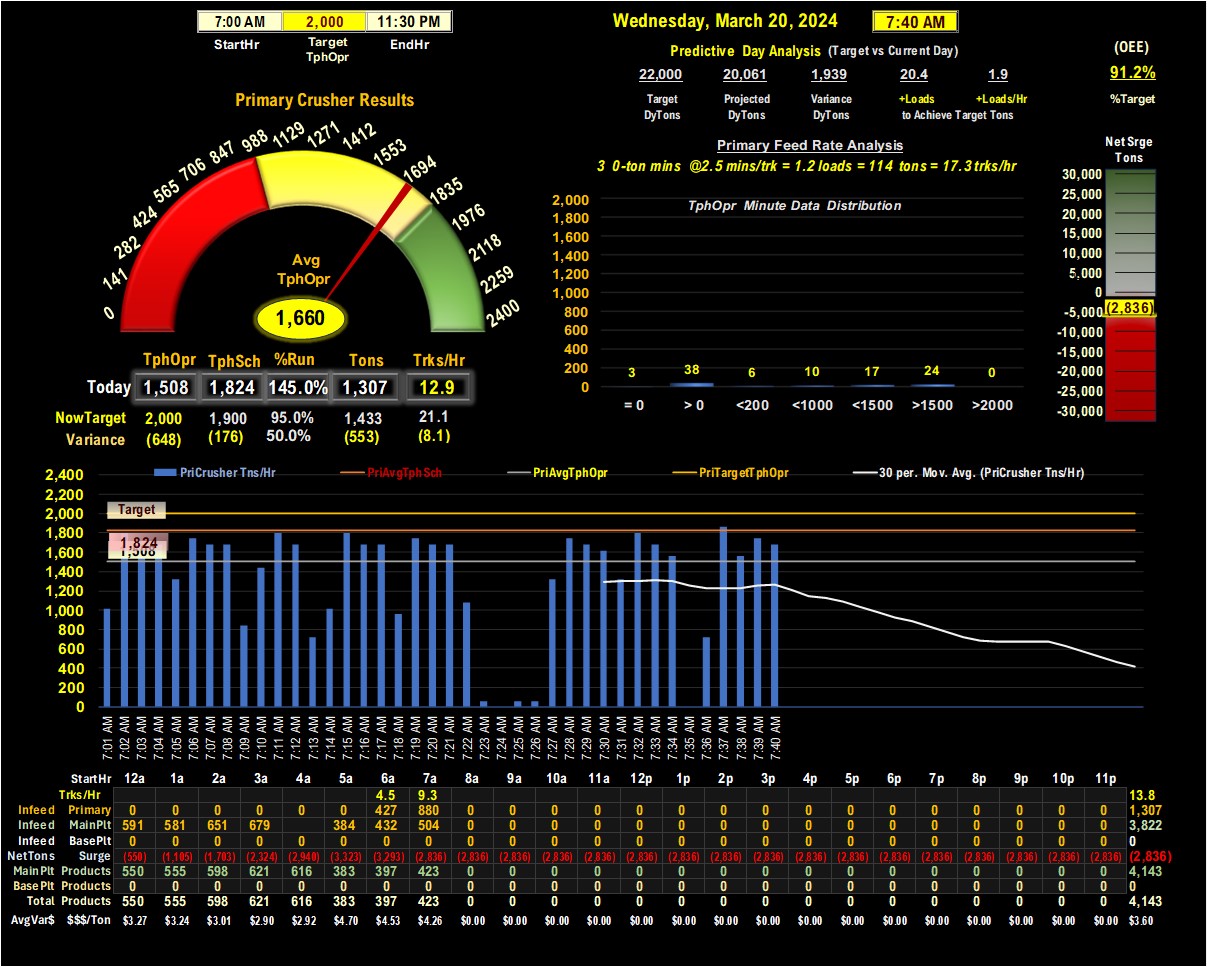 7:00 AM 2,000 11:30 PM
StartHr Target TphOpr EndHr
Wednesday, March 20, 2024 7:40 AM
Predictive Day Analysis (Target vs Current Day)
22,000 20,061 1,939 20.4 1.9
Target DyTons Projected DyTons Variance DyTons +Loads +Loads/Hr
to Achieve Target Tons
(OEE)
91.2%
%Target
Primary Crusher Results
0 141 282 424 565 706 847 988 1129 1271 1412 1553 1694 1835 1976 2118 2259 2400
Avg
TphOpr
1,660
TphOpr TphSch %Run Tons Trks/Hr
Today 1,508 1,824 145.0% 1,307 12.9
NowTarget 2,000 1,900 95.0% 1,433 21.1
Variance (648) (176) 50.0% (553) (8.1)
Primary Feed Rate Analysis
3 0-ton mins @2.5 mins/trk = 1.2 loads = 114 tons = 17.3trks/hr
TphOpr Minute Data Distribution
2,000
1,800
1,600
1,400
1,200
1,000
800
600
400
200
0
3 38 6 10 17 24 0
= 0 > 0 <200 <1000 <1500 >1500 >2000
Net Srge
Tons
30,000
25,000
20,000
15,000
10,000
5,000
0
-5,000 (2,836)
-10,000
-15,000
-20,000
-25,000
-30,000
PriCrusher Tns/Hr PriAvgTphSch PriAvgTphOpr PriTargetTphOpr 30 per. Mov. Avg. (PriCrusher Tns/Hr)
2,400
2,200
2,000
1,800
1,600
1,400
1,200
1,000
800
600
400
200
0
Target
1,824
1,508
7:01 AM 7:02 AM 7:03 AM 7:04 AM 7:05 AM 7:06 AM 7:07 AM 7:08 AM 7:09 AM 7:10 AM 7:11 AM 7:12 AM 7:13 AM 7:14 AM 7:15 AM 7:16 AM 7:17 AM 7:18 AM 7:19 AM 7:20 AM 7:21 AM 7:22 AM 7:23 AM 7:24 AM 7:25 AM 7:26 AM 7:27 AM 7:28 AM 7:29 AM 7:30 AM 7:31 AM 7:32 AM 7:33 AM 7:34 AM 7:35 AM 7:36 AM 7:37 AM 7:38 AM 7:39 AM 7:40 AM
StartHr 12a 1a 2a 3a 4a 5a 6a 7a 8a 9a 10a 11a 12p 1p 2p 3p 4p 5p 6p 7p 8p 9p 10p 11p
Trks/Hr 4.5 9.3 13.8
Infeed Primary 0 0 0 0 0 0 427 880 0 0 0 0 0 0 0 0 0 0 0 0 0 0 0 0 1,307
Infeed MainPlt 591 581 651 679 384 432 504 0 0 0 0 0 0 0 0 0 0 0 0 0 0 0 0 3,822
Infeed BasePlt 0 0 0 0 0 0 0 0 0 0 0 0 0 0 0 0 0 0 0 0 0 0 0 0 0
NetTons Surge (550) (1,105) (1,703) (2,324) (2,940) (3,323) (3,293) (2,836) (2,836) (2,836) (2,836) (2,836) (2,836) (2,836) (2,836) (2,836) (2,836) (2,836) (2,836) (2,836) (2,836) (2,836) (2,836) (2,836) (2,836)
MainPlt Products 550 555 598 621 616 383 397 423 0 0 0 0 0 0 0 0 0 0 0 0 0 0 0 0 4,143
BasePlt Products 0 0 0 0 0 0 0 0 0 0 0 0 0 0 0 0 0 0 0 0 0 0 0 0 0
Total Products 550 555 598 621 616 383 397 423 0 0 0 0 0 0 0 0 0 0 0 0 0 0 0 0 4,143
AvgVar$ $$$/Ton $3.27 $3.24 $3.01 $2.90 $2.92 $4.70 $4.53 $4.26 $0.00 $0.00 $0.00 $0.00 $0.00 $0.00 $0.00 $0.00 $0.00 $0.00 $0.00 $0.00 $0.00 $0.00 $0.00 $0.00 $3.60